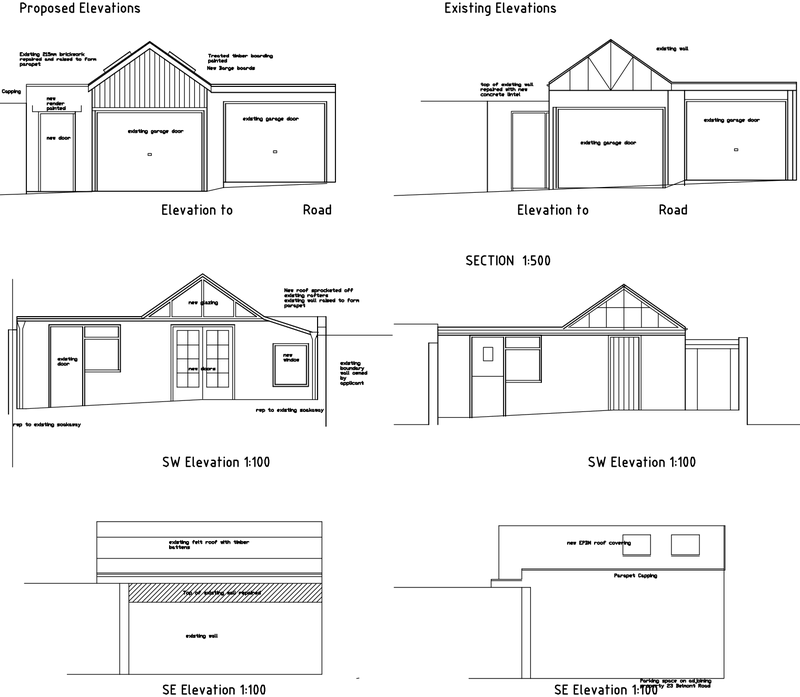 Proposed Elevations
Existing Elevations
Existing 215mm brickwork
repaired and raised to form
parapet
Treated timber boarding
painted
New Barge boards
Capping
new
render
painted
new door
existing garage door
existing garage door
existing wall
top of existing wall
repaired with new
concrete lintel
existing garage door
existing garage door
Elevation to Road
Elevation to Road
SECTION 1:500
new glazing
New roof sprocketed off
existing rafters
existing wall raised to form
parapet
existing
door
new doors
new
window
existing
boundary
wall owned
by
applicant
rwp to existing soakaway
rwp to existing soakaway
SW Elevation 1:100
SW Elevation 1:100
existing felt roof with timber
battens
Top of existing wall repaired
existing wall
SE Elevation 1:100
new EPDM roof covering
Parapet Capping
Parking space on adjoining
property 23 Belmont Road
SE Elevation 1:100